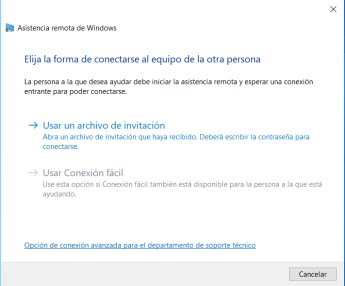 Asistencia remota de Windows
Elija la forma de conectarse al equipo de la otra persona
La persona a la que desea ayudar debe iniciar la asistencia remota y esperar una conexión
entrante para poder conectarse.
Usar un archivo de invitación
Abra un archivo de invitación que haya recibido. Deberá escribir la contraseña para
conectarse.
Usar Conexión fácil
Use esta opción si Conexión fácil también está disponible para la persona a la que está
ayudando.
Opción de conexión avanzada para el departamento de soporte técnico
Cancelar